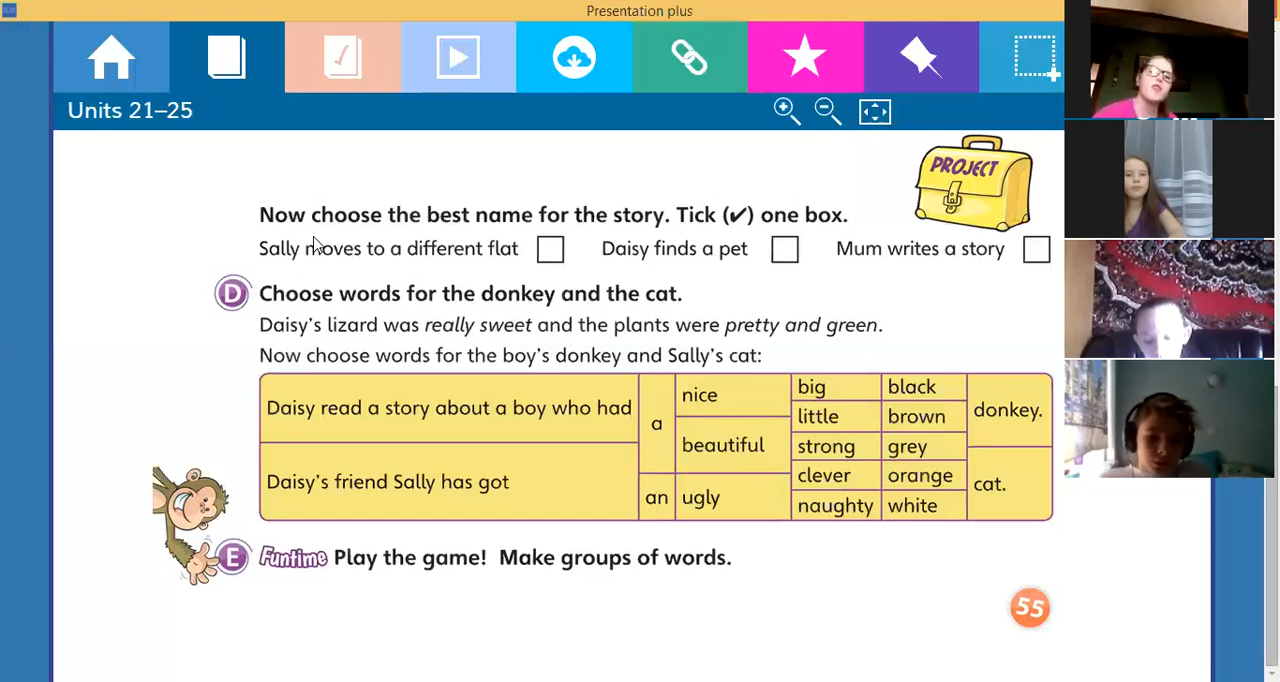 Presentation plus
Units 21–25
PROJECT
Now choose the best name for the story. Tick (✔) one box.
Sally moves to a different flat
Daisy finds a pet
Mum writes a story
D Choose words for the donkey and the cat.
Daisy's lizard was really sweet and the plants were pretty and green.
Now choose words for the boy's donkey and Sally's cat:
Daisy read a story about a boy who had
Daisy's friend Sally has got
a
an
nice
beautiful
ugly
big
little
strong
clever
naughty
black
brown
grey
orange
white
donkey.
cat.
E Funtime Play the game! Make groups of words.
55